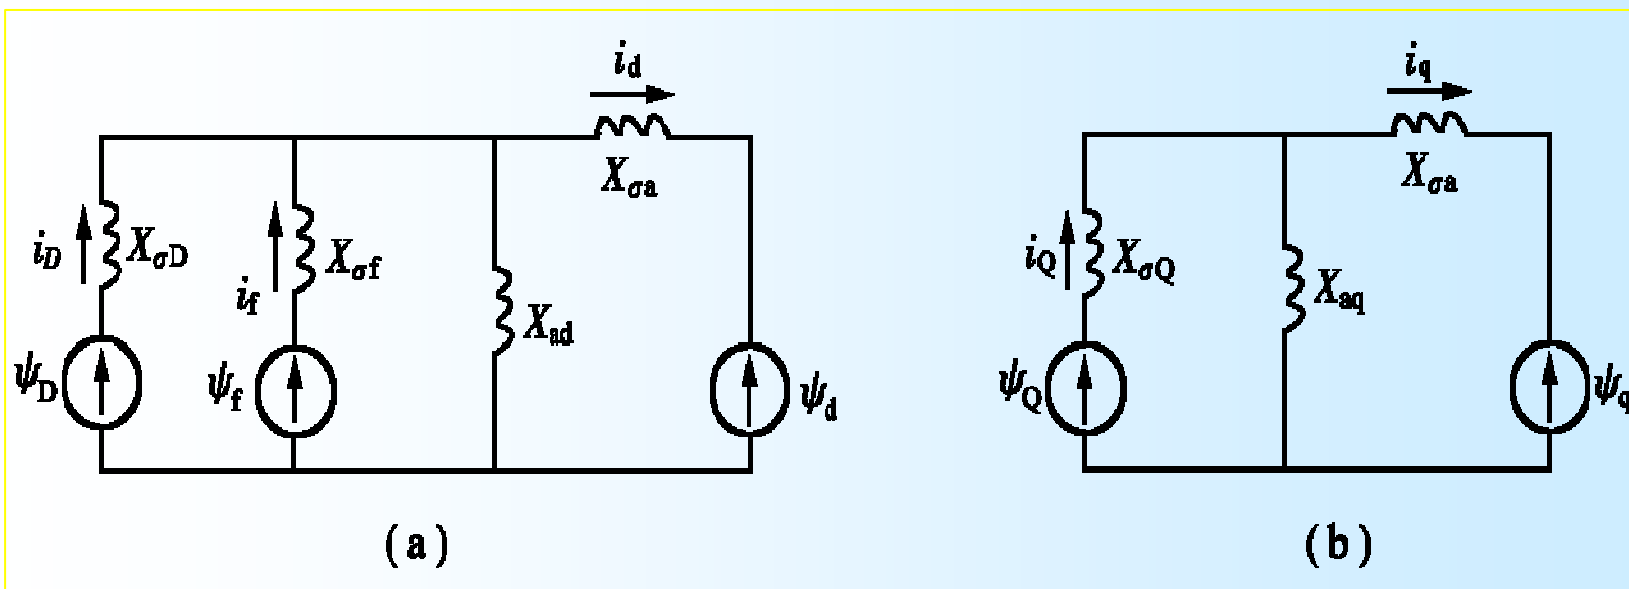 i_d
X_σa
i_D
X_σD
i_f
X_σf
X_ad
ψ_D
ψ_f
ψ_d
(a)
i_q
X_σa
i_Q
X_σQ
X_aq
ψ_Q
ψ_q
(b)